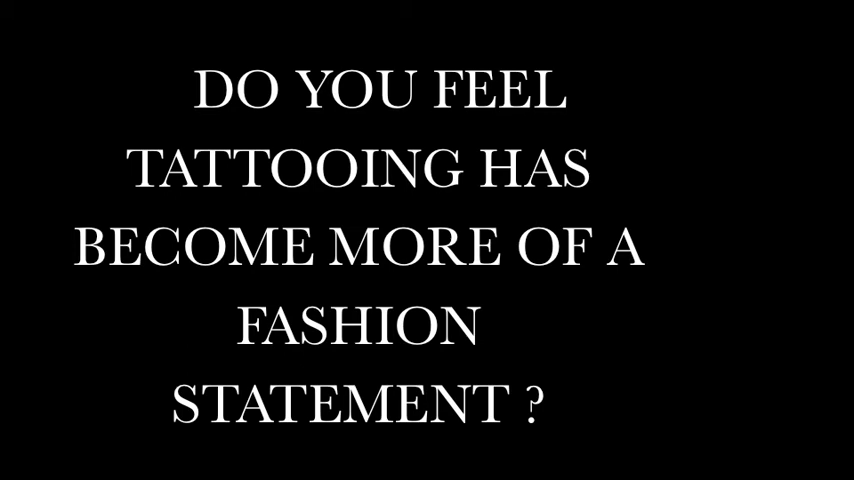 DO YOU FEEL
TATTOOING HAS
BECOME MORE OF A
FASHION
STATEMENT ?